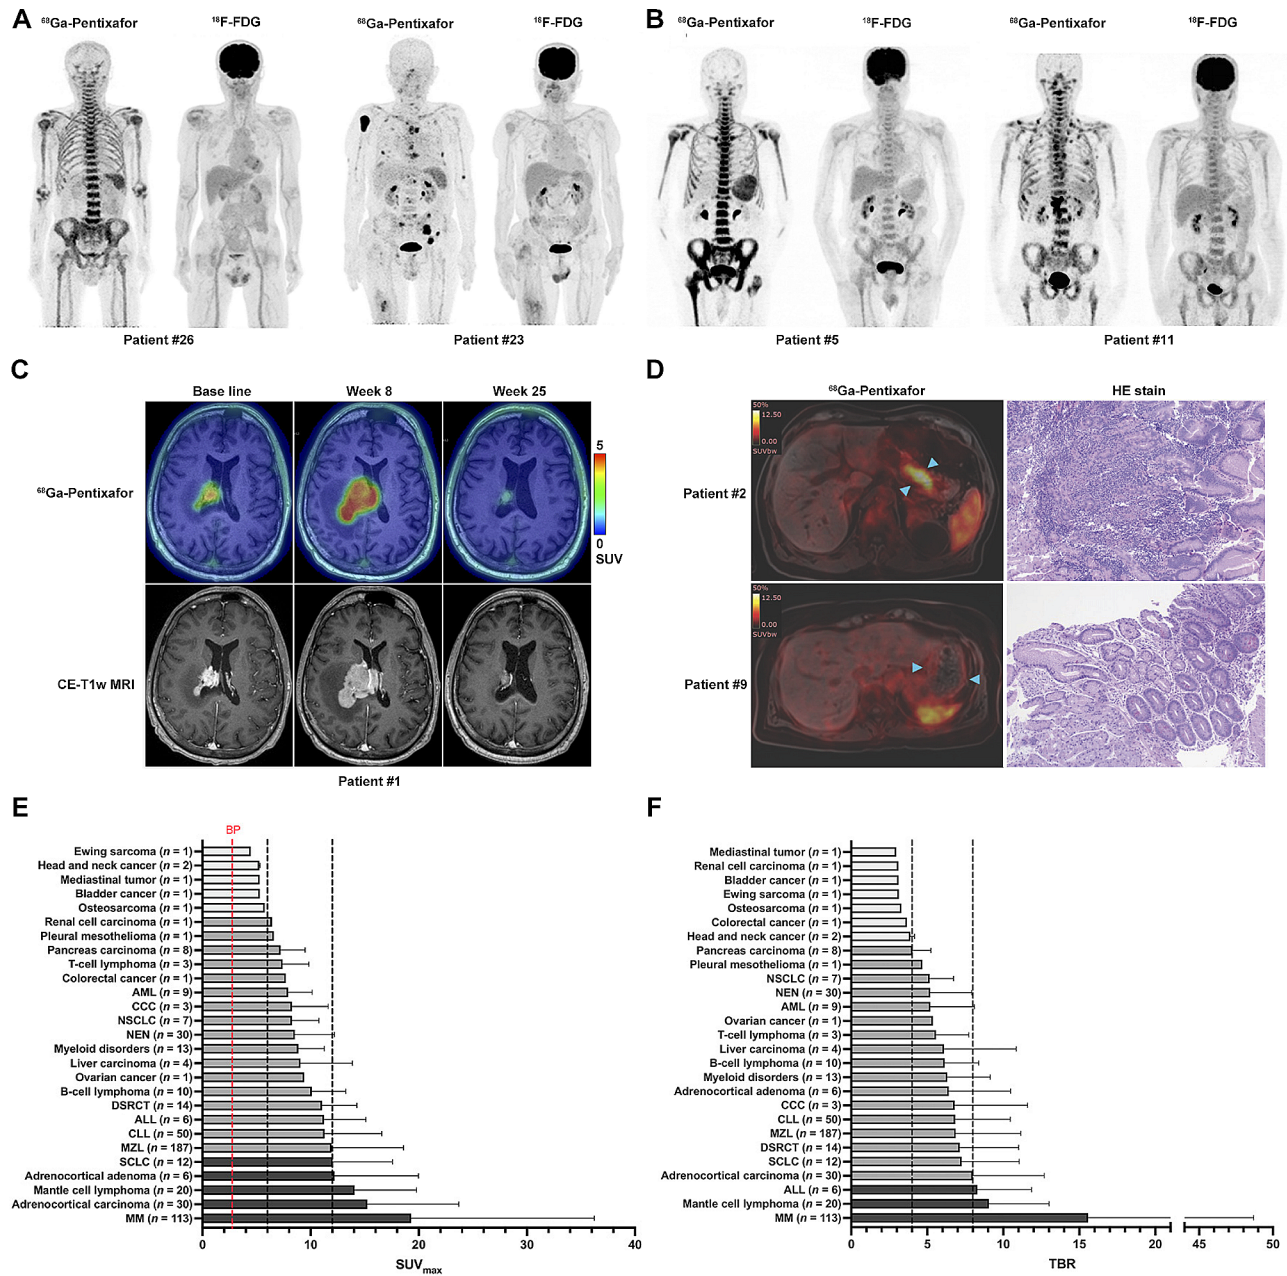 A
⁶⁸Ga-Pentixafor
¹⁸F-FDG
⁶⁸Ga-Pentixafor
¹⁸F-FDG
Patient #26
Patient #23
B
⁶⁸Ga-Pentixafor
¹⁸F-FDG
⁶⁸Ga-Pentixafor
¹⁸F-FDG
Patient #5
Patient #11
C
Base line
Week 8
Week 25
⁶⁸Ga-Pentixafor
5
0
SUV
CE-T1w MRI
Patient #1
D
⁶⁸Ga-Pentixafor
HE stain
50%
12.50
0.00
SUVbw
Patient #2
50%
12.50
0.00
SUVbw
Patient #9
E
BP
Ewing sarcoma (n = 1)
Head and neck cancer (n = 2)
Mediastinal tumor (n = 1)
Bladder cancer (n = 1)
Osteosarcoma (n = 1)
Renal cell carcinoma (n = 1)
Pleural mesothelioma (n = 1)
Pancreas carcinoma (n = 8)
T-cell lymphoma (n = 3)
Colorectal cancer (n = 1)
AML (n = 9)
CCC (n = 3)
NSCLC (n = 7)
NEN (n = 30)
Myeloid disorders (n = 13)
Liver carcinoma (n = 4)
Ovarian cancer (n = 1)
B-cell lymphoma (n = 10)
DSRCT (n = 14)
ALL (n = 6)
CLL (n = 50)
MZL (n = 187)
SCLC (n = 12)
Adrenocortical adenoma (n = 6)
Mantle cell lymphoma (n = 20)
Adrenocortical carcinoma (n = 30)
MM (n = 113)
0 10 20 30 40
SUVmax
F
Mediastinal tumor (n = 1)
Renal cell carcinoma (n = 1)
Bladder cancer (n = 1)
Ewing sarcoma (n = 1)
Osteosarcoma (n = 1)
Colorectal cancer (n = 1)
Head and neck cancer (n = 2)
Pancreas carcinoma (n = 8)
Pleural mesothelioma (n = 1)
NSCLC (n = 7)
NEN (n = 30)
AML (n = 9)
Ovarian cancer (n = 1)
T-cell lymphoma (n = 3)
Liver carcinoma (n = 4)
B-cell lymphoma (n = 10)
Myeloid disorders (n = 13)
Adrenocortical adenoma (n = 6)
CCC (n = 3)
CLL (n = 50)
MZL (n = 187)
DSRCT (n = 14)
SCLC (n = 12)
Adrenocortical carcinoma (n = 30)
ALL (n = 6)
Mantle cell lymphoma (n = 20)
MM (n = 113)
0 5 10 15 20 45 50
TBR